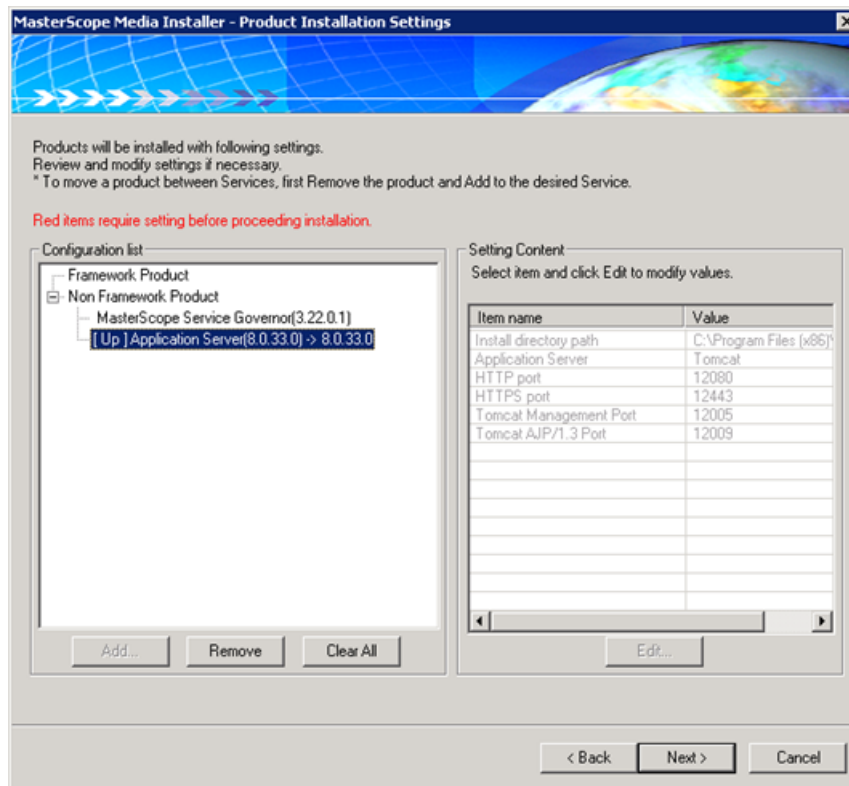 MasterScope Media Installer - Product Installation Settings
Products will be installed with following settings.
Review and modify settings if necessary.
* To move a product between Services, first Remove the product and Add to the desired Service.
Red items require setting before proceeding installation.
Configuration list
Framework Product
Non Framework Product
MasterScope Service Governor(3.22.0.1)
[ Up ] Application Server(8.0.33.0) -> 8.0.33.0
Add...
Remove
Clear All
Setting Content
Select item and click Edit to modify values.
Item name Value
Install directory path C:\Program Files (x86)
Application Server Tomcat
HTTP port 12080
HTTPS port 12443
Tomcat Management Port 12005
Tomcat AJP/1.3 Port 12009
Edit...
< Back
Next >
Cancel